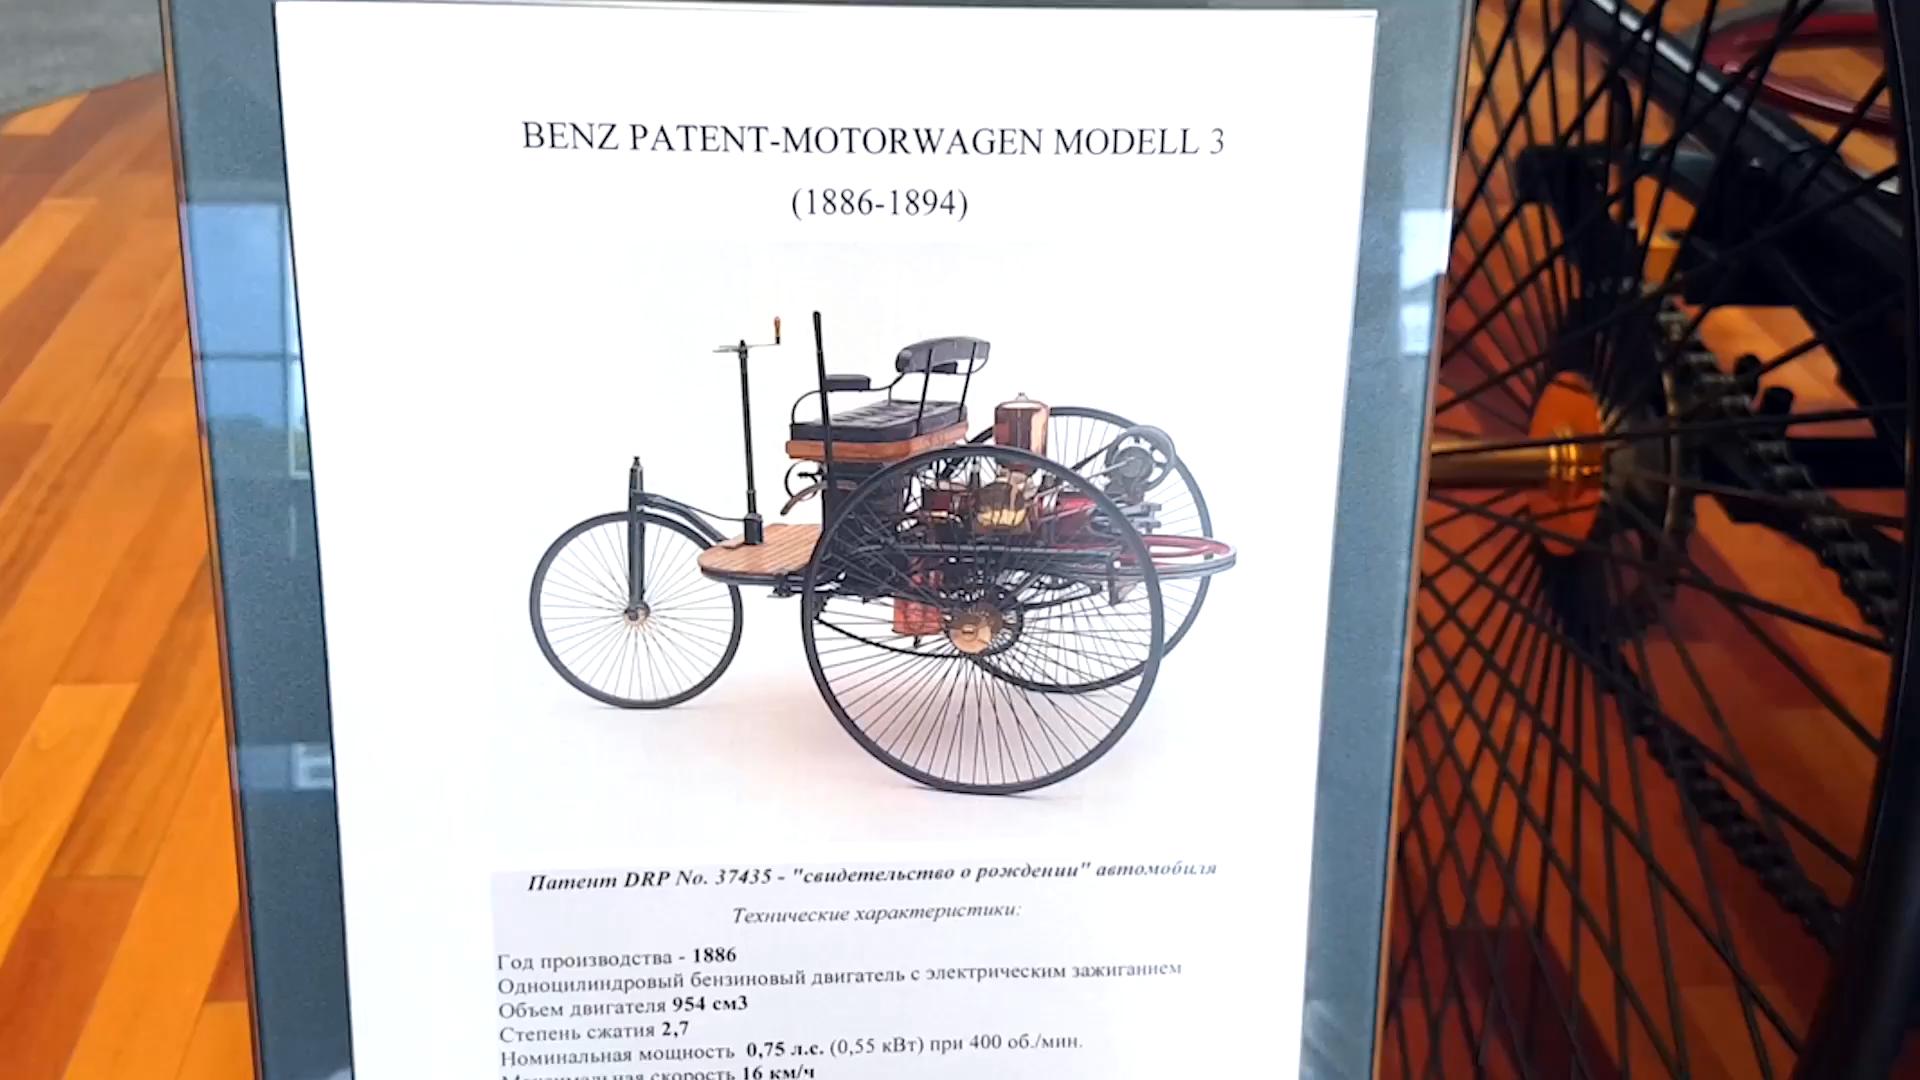 BENZ PATENT-MOTORWAGEN MODELL 3
(1886-1894)
Патент DRP No. 37435 - "свидетельство о рождении" автомобиля
Технические характеристики:
Год производства - 1886
Одноцилиндровый бензиновый двигатель с электрическим зажиганием
Объем двигателя 954 см3
Степень сжатия 2,7
Номинальная мощность 0,75 л.с. (0,55 кВт) при 400 об./мин.
Максимальная скорость 16 км/ч